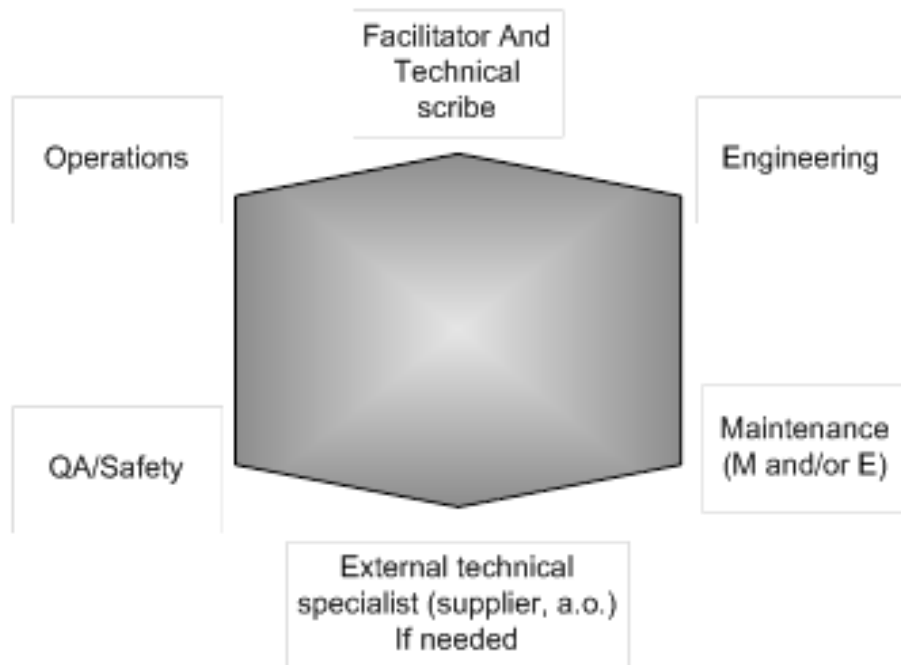 Facilitator And
Technical
scribe
Operations
Engineering
QA/Safety
Maintenance
(M and/or E)
External technical
specialist (supplier, a.o.)
If needed